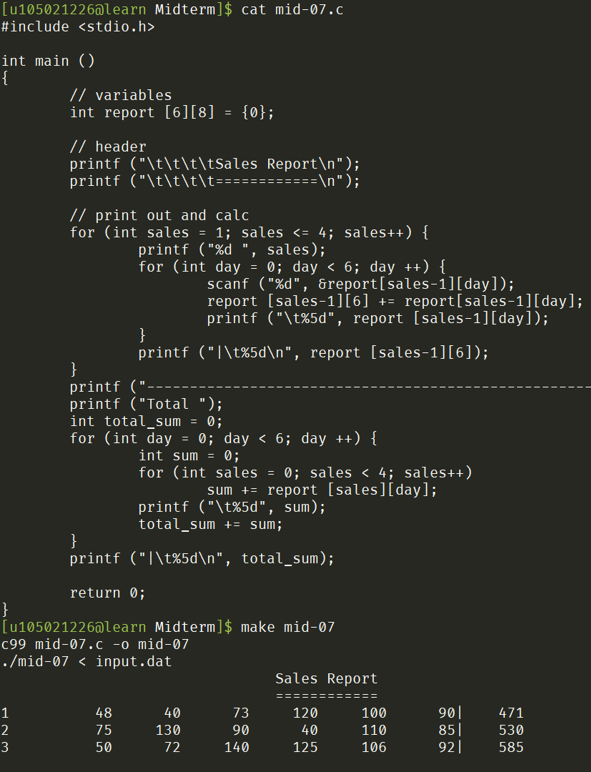 [u105021226@learn Midterm]$ cat mid-07.c
#include <stdio.h>

int main ()
{
        // variables
        int report [6][8] = {0};

        // header
        printf ("\t\t\t\tSales Report\n");
        printf ("\t\t\t\t============\n");

        // print out and calc
        for (int sales = 1; sales <= 4; sales++) {
                printf ("%d ", sales);
                for (int day = 0; day < 6; day ++) {
                        scanf ("%d", &report[sales-1][day]);
                        report [sales-1][6] += report[sales-1][day];
                        printf ("\t%5d", report [sales-1][day]);
                }
                printf ("|\t%5d\n", report [sales-1][6]);
        }
        printf ("----------------------------------------------------
        printf ("Total ");
        int total_sum = 0;
        for (int day = 0; day < 6; day ++) {
                int sum = 0;
                for (int sales = 0; sales < 4; sales++)
                        sum += report [sales][day];
                printf ("\t%5d", sum);
                total_sum += sum;
        }
        printf ("|\t%5d\n", total_sum);

        return 0;
}
[u105021226@learn Midterm]$ make mid-07
c99 mid-07.c -o mid-07
./mid-07 < input.dat
                                Sales Report
                                ============
1          48      40      73     120     100      90|    471
2          75     130      90      40     110      85|    530
3          50      72     140     125     106      92|    585